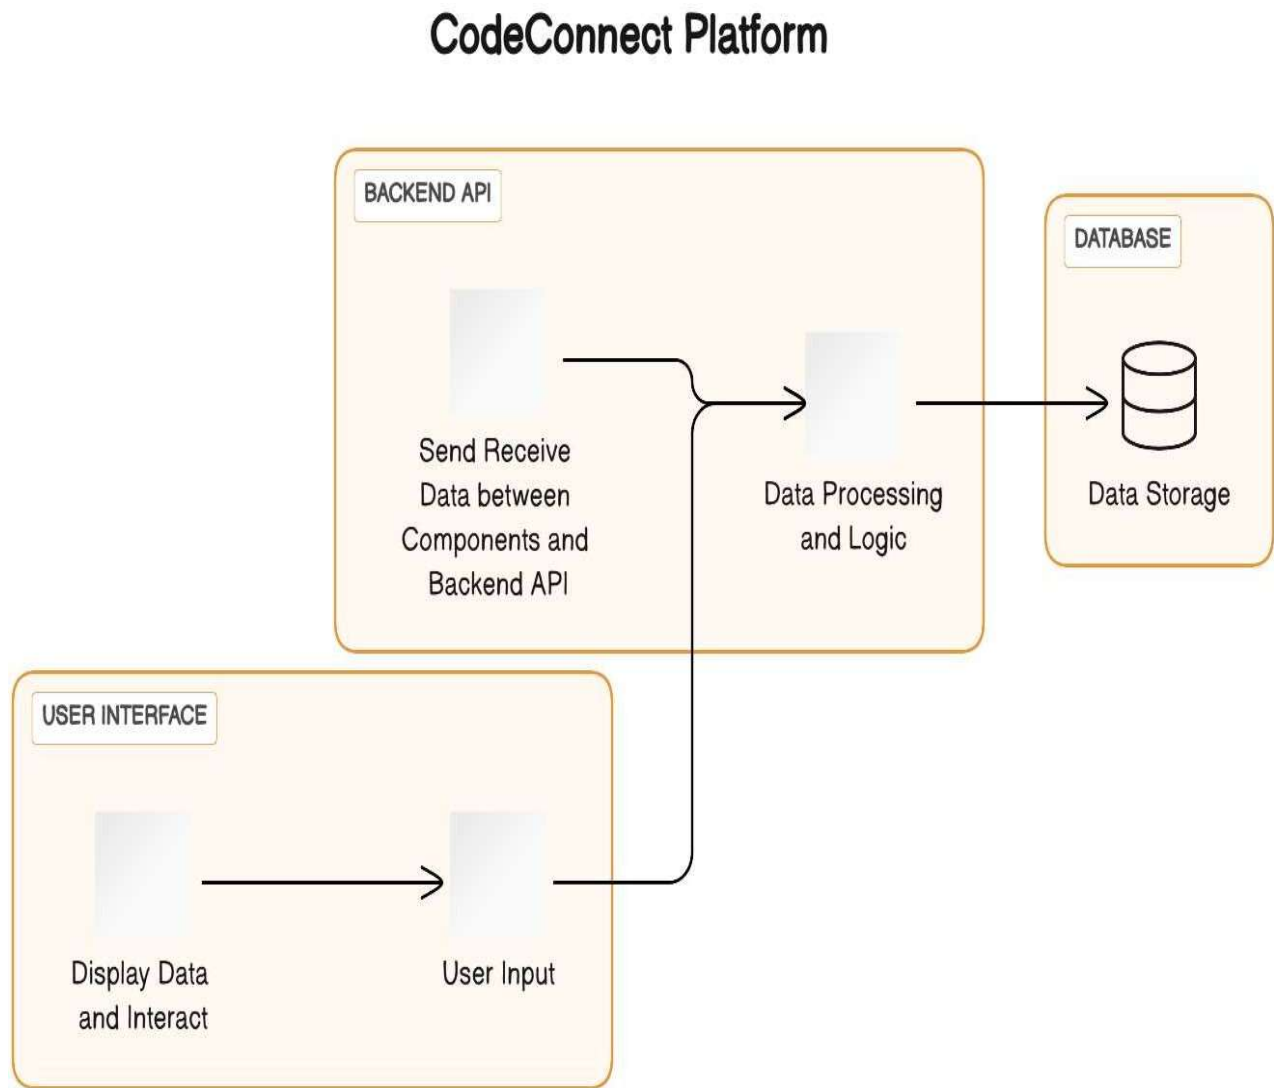 CodeConnect Platform
BACKEND API
DATABASE
Send Receive
Data between
Components and
Backend API
Data Processing
and Logic
Data Storage
USER INTERFACE
Display Data
and Interact
User Input